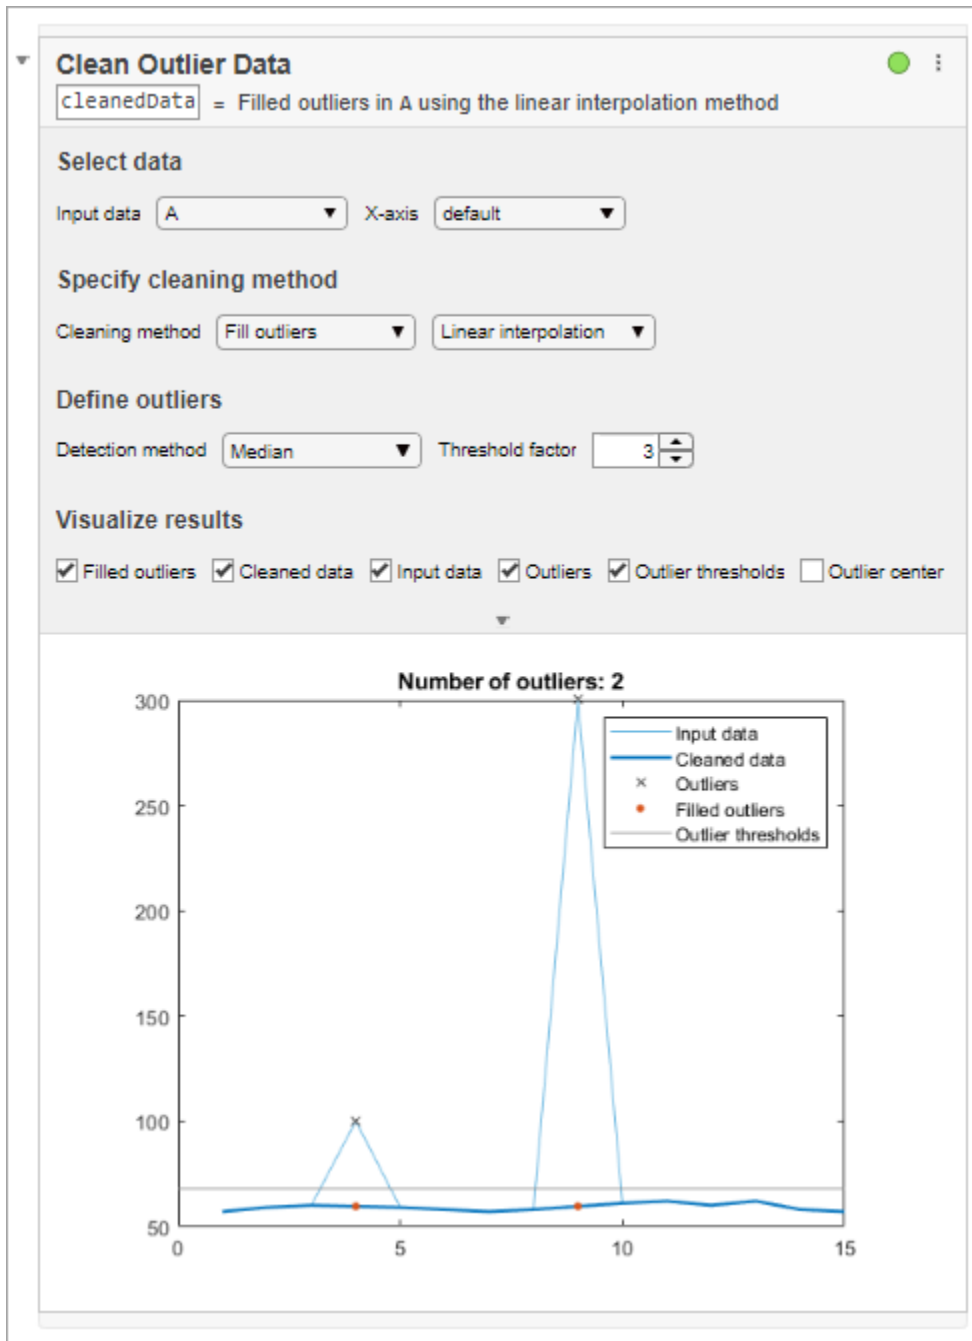 Clean Outlier Data
cleanedData = Filled outliers in A using the linear interpolation method
Select data
Input data A X-axis default
Specify cleaning method
Cleaning method Fill outliers Linear interpolation
Define outliers
Detection method Median Threshold factor 3
Visualize results
Filled outliers Cleaned data Input data Outliers Outlier thresholds Outlier center
Number of outliers: 2
300
Input data
Cleaned data
Outliers
Filled outliers
Outlier thresholds
250
200
150
100
50
0 5 10 15